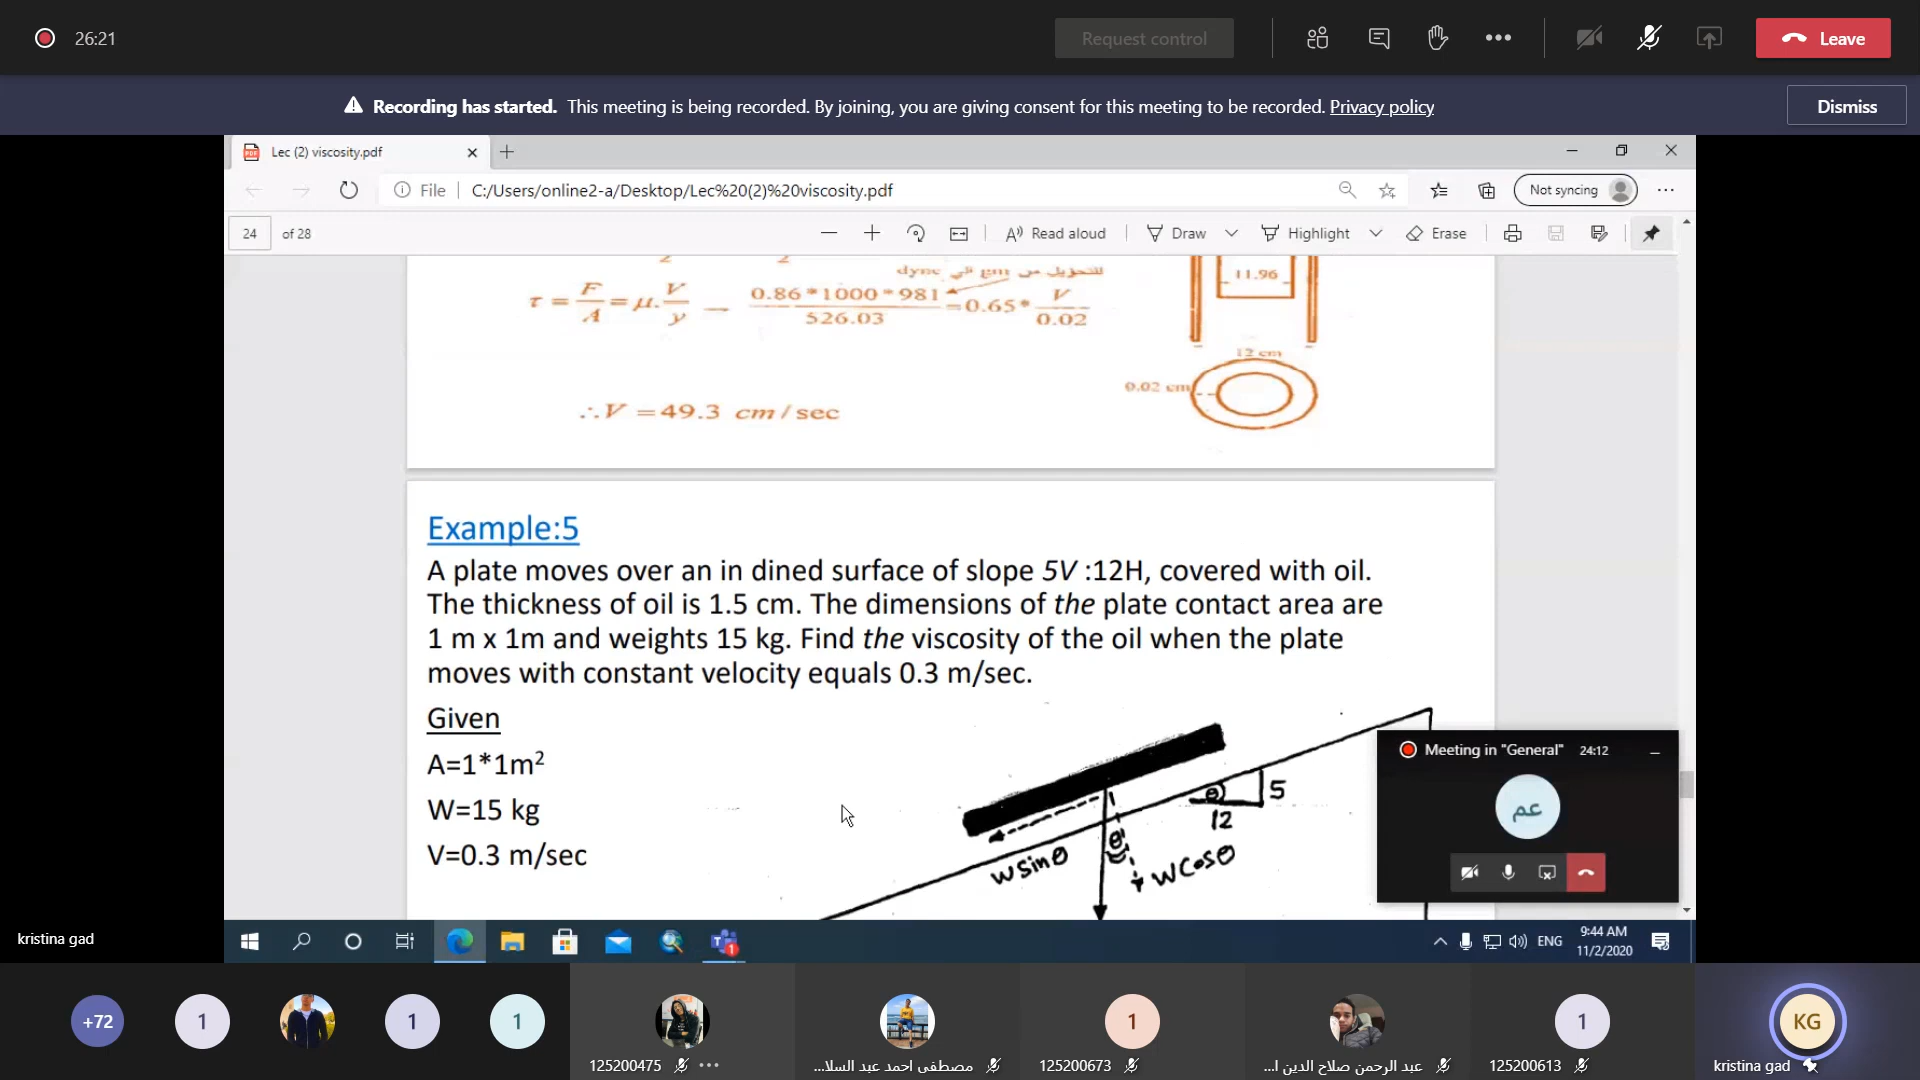 26:21
Request control
Leave
Recording has started. This meeting is being recorded. By joining, you are giving consent for this meeting to be recorded. Privacy policy
Dismiss
Lec (2) viscosity.pdf
File
C:/Users/online2-a/Desktop/Lec%20(2)%20viscosity.pdf
Not syncing
24 of 28
Read aloud
Draw
Highlight
Erase
للتحويل من gm الي dyne
τ = F/A = μ. V/y — 0.86*1000*981/526.03 = 0.65* V/0.02
11.96
12 cm
0.02 cm
∴V = 49.3 cm/sec
Example:5
A plate moves over an in dined surface of slope 5V :12H, covered with oil.
The thickness of oil is 1.5 cm. The dimensions of the plate contact area are
1 m x 1m and weights 15 kg. Find the viscosity of the oil when the plate
moves with constant velocity equals 0.3 m/sec.
Given
A=1*1m²
W=15 kg
V=0.3 m/sec
θ
5
12
θ
W sin θ
W Cos θ
Meeting in "General" 24:12
عم
kristina gad
ENG
9:44 AM
11/2/2020
1
+72
1
1
1
125200475
مصطفى احمد عبد السلا...
1
125200673
عبد الرحمن صلاح الدين ا...
1
125200613
KG
kristina gad